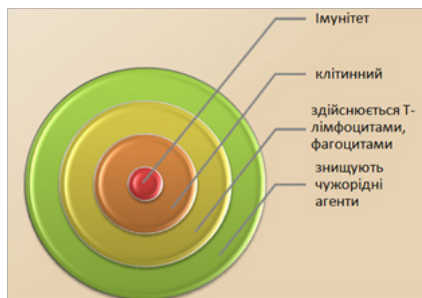 Імунітет
клітинний
здійснюється Т-
лімфоцитами,
фагоцитами
знищують
чужорідні
агенти